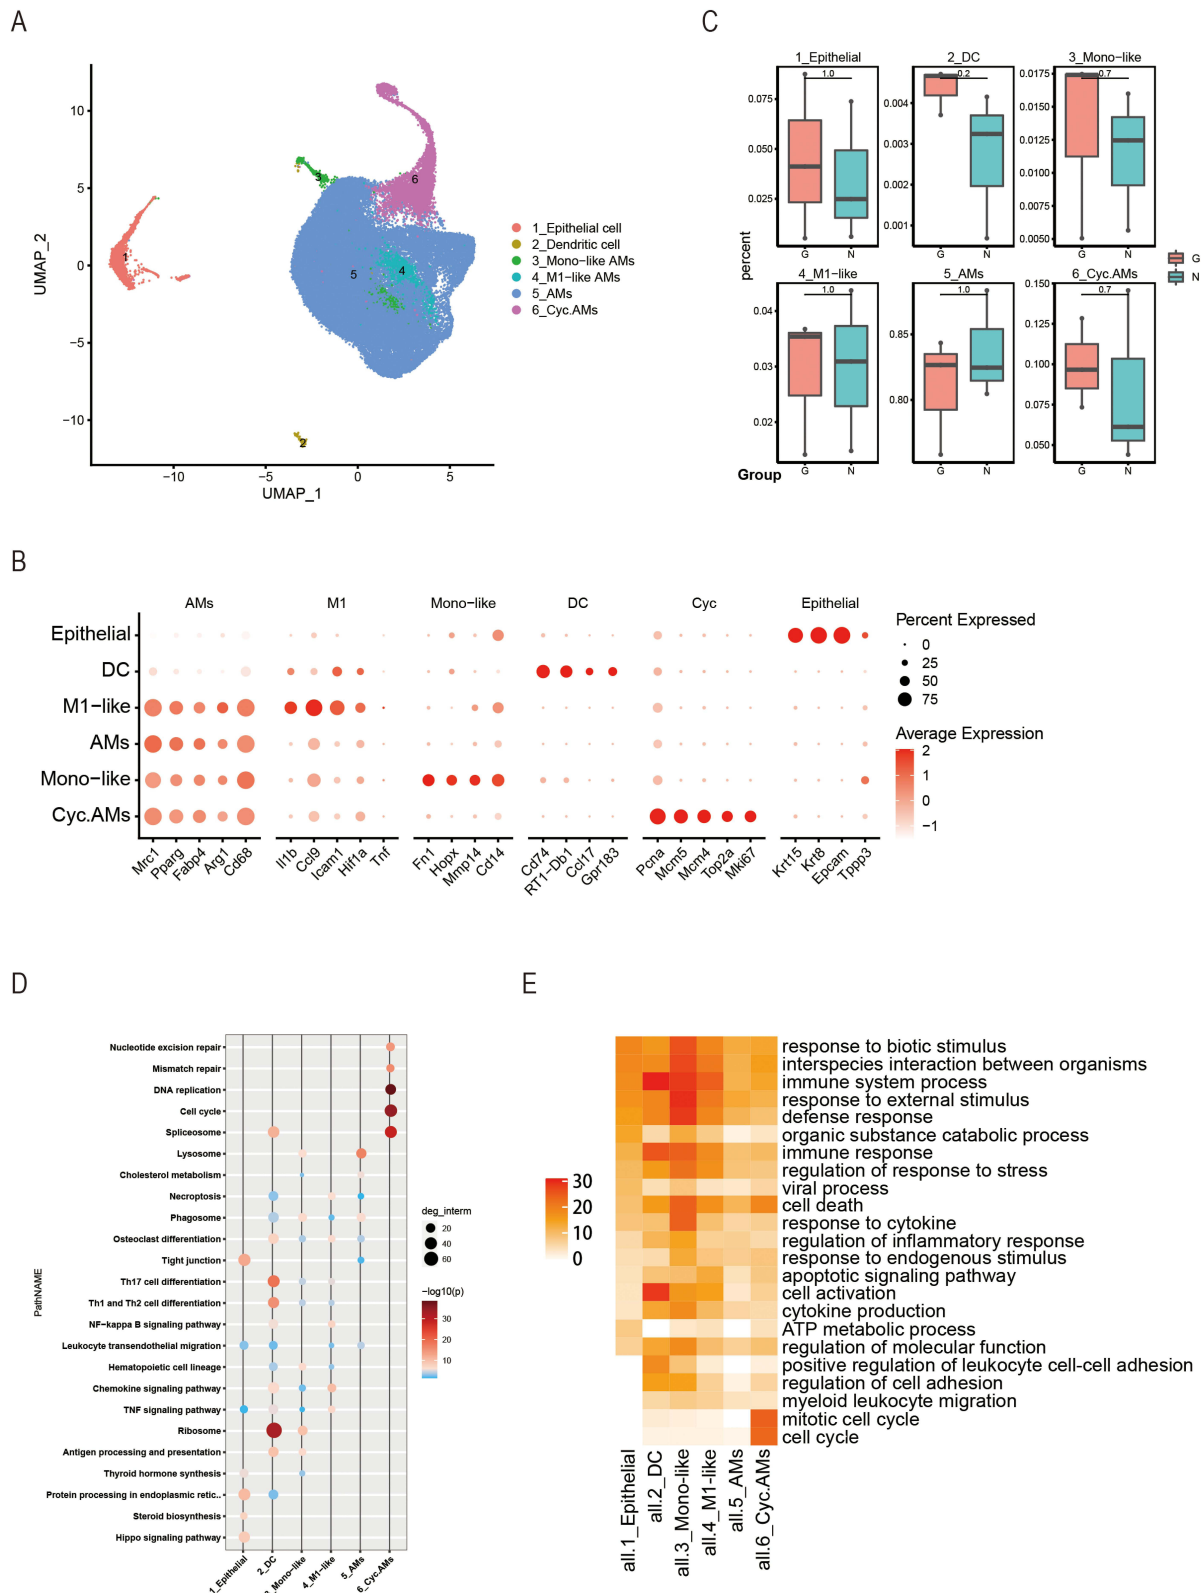 A
10
5
0
−5
−10
UMAP_2
−10
−5
0
5
UMAP_1
1
2
3
4
5
6
1_Epithelial cell
2_Dendritic cell
3_Mono-like AMs
4_M1-like AMs
5_AMs
6_Cyc.AMs
C
1_Epithelial
2_DC
3_Mono-like
1.0
0.2
0.7
0.075
0.050
0.025
0.004
0.003
0.002
0.001
0.0175
0.0150
0.0125
0.0100
0.0075
0.0050
G N
G N
G N
percent
4_M1-like
5_AMs
6_Cyc.AMs
1.0
1.0
0.7
0.04
0.03
0.02
0.85
0.80
0.150
0.125
0.100
0.075
0.050
G N
G N
G N
Group
G
N
B
AMs M1 Mono−like DC Cyc Epithelial
Epithelial
DC
M1−like
AMs
Mono−like
Cyc.AMs
Mrc1
Pparg
Fabp4
Arg1
Cd68
Il1b
Ccl9
Icam1
Hif1a
Tnf
Fn1
Hopx
Mmp14
Cd14
Cd74
RT1−Db1
Ccl17
Gpr183
Pcna
Mcm5
Mcm4
Top2a
Mki67
Krt15
Krt8
Epcam
Tppp3
Percent Expressed
0
25
50
75
Average Expression
2
1
0
−1
D
PathNAME
Nucleotide excision repair
Mismatch repair
DNA replication
Cell cycle
Spliceosome
Lysosome
Cholesterol metabolism
Necroptosis
Phagosome
Osteoclast differentiation
Tight junction
Th17 cell differentiation
Th1 and Th2 cell differentiation
NF−kappa B signaling pathway
Leukocyte transendothelial migration
Hematopoietic cell lineage
Chemokine signaling pathway
TNF signaling pathway
Ribosome
Antigen processing and presentation
Thyroid hormone synthesis
Protein processing in endoplasmic retic..
Steroid biosynthesis
Hippo signaling pathway
1_Epithelial
2_DC
3_Mono−like
4_M1−like
5_AMs
6_Cyc.AMs
deg_interm
20
40
60
−log10(p)
30
20
10
E
30
20
10
0
response to biotic stimulus
interspecies interaction between organisms
immune system process
response to external stimulus
defense response
organic substance catabolic process
immune response
regulation of response to stress
viral process
cell death
response to cytokine
regulation of inflammatory response
response to endogenous stimulus
apoptotic signaling pathway
cell activation
cytokine production
ATP metabolic process
regulation of molecular function
positive regulation of leukocyte cell-cell adhesion
regulation of cell adhesion
myeloid leukocyte migration
mitotic cell cycle
cell cycle
all.1_Epithelial
all.2_DC
all.3_Mono-like
all.4_M1-like
all.5_AMs
all.6_Cyc.AMs